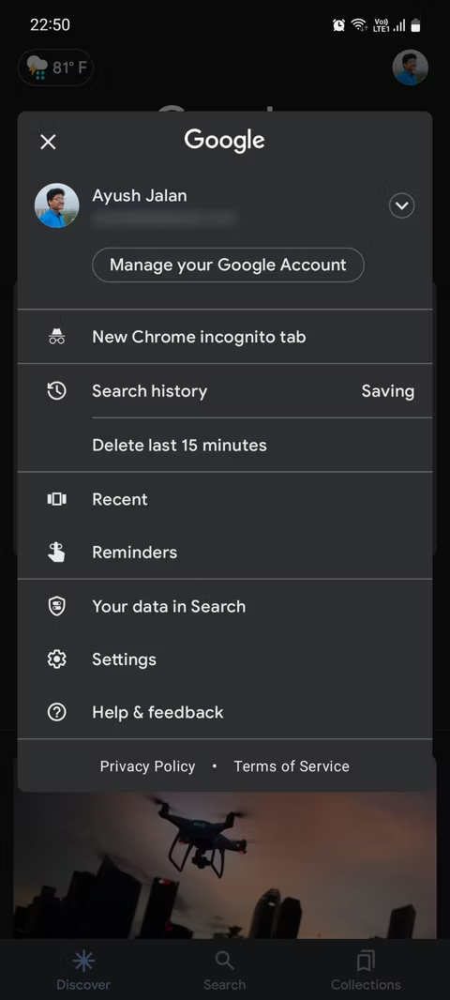 22:50
Vo))
LTE1
81° F
Google
Ayush Jalan
Manage your Google Account
New Chrome incognito tab
Search history Saving
Delete last 15 minutes
Recent
Reminders
Your data in Search
Settings
Help & feedback
Privacy Policy • Terms of Service
Discover Search Collections